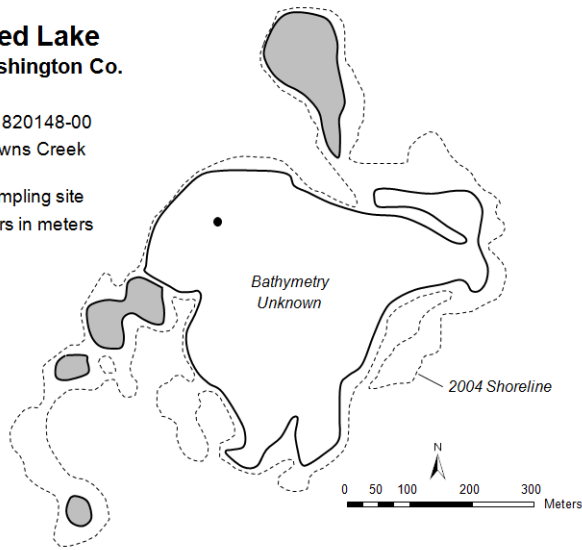 ed Lake
shington Co.
820148-00
wns Creek
mpling site
rs in meters
Bathymetry
Unknown
2004 Shoreline
N
0 50 100 200 300
Meters